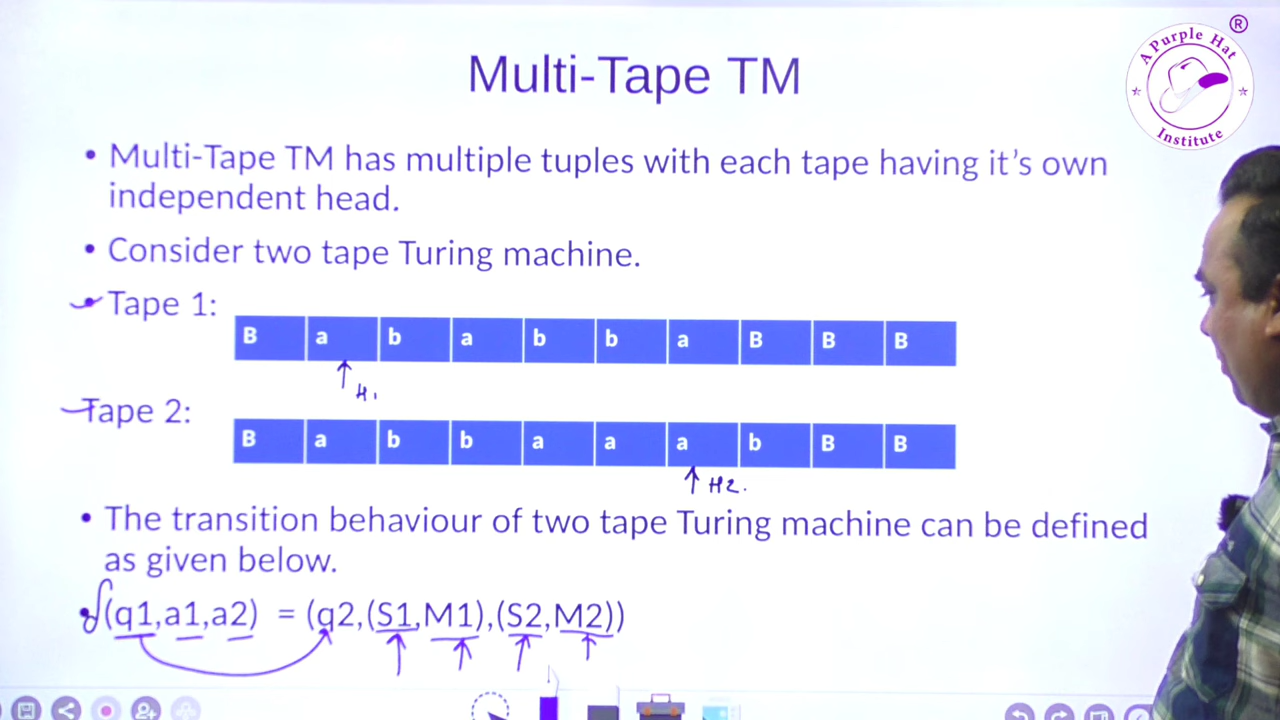 A Purple Hat
Institute
®
Multi-Tape TM
• Multi-Tape TM has multiple tuples with each tape having it's own
independent head.
• Consider two tape Turing machine.
• Tape 1:
B a b a b b a B B B
H1
Tape 2:
B a b b a a a b B B
H2.
• The transition behaviour of two tape Turing machine can be defined
as given below.
δ(q1,a1,a2) = (q2,(S1,M1),(S2,M2))